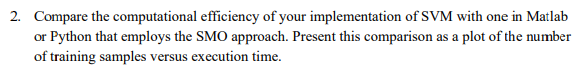 2. Compare the computational efficiency of your implementation of SVM with one in Matlab
or Python that employs the SMO approach. Present this comparison as a plot of the number
of training samples versus execution time.